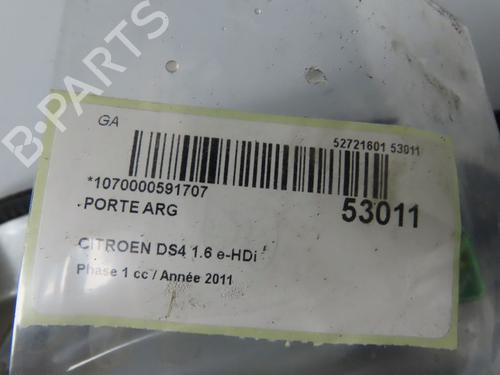 GA
52721601 53011
*1070000591707
PORTE ARG
53011
CITROEN DS4 1.6 e-HDi
Phase 1 cc / Année 2011
B-PARTS